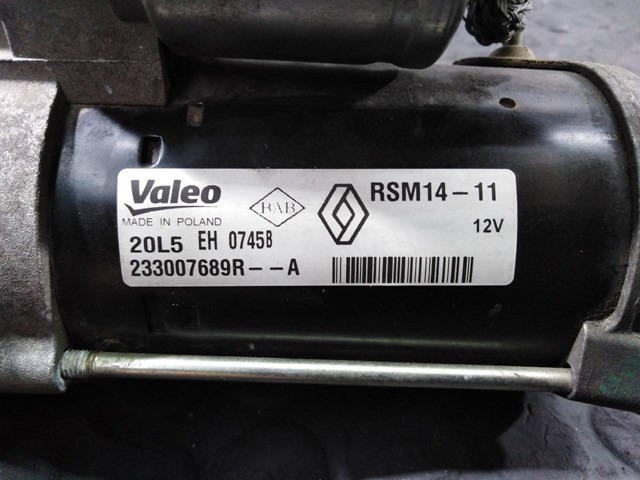 Valeo
MADE IN POLAND
BAB
RSM14-11
12V
20L5 EH 0745B
233007689R--A